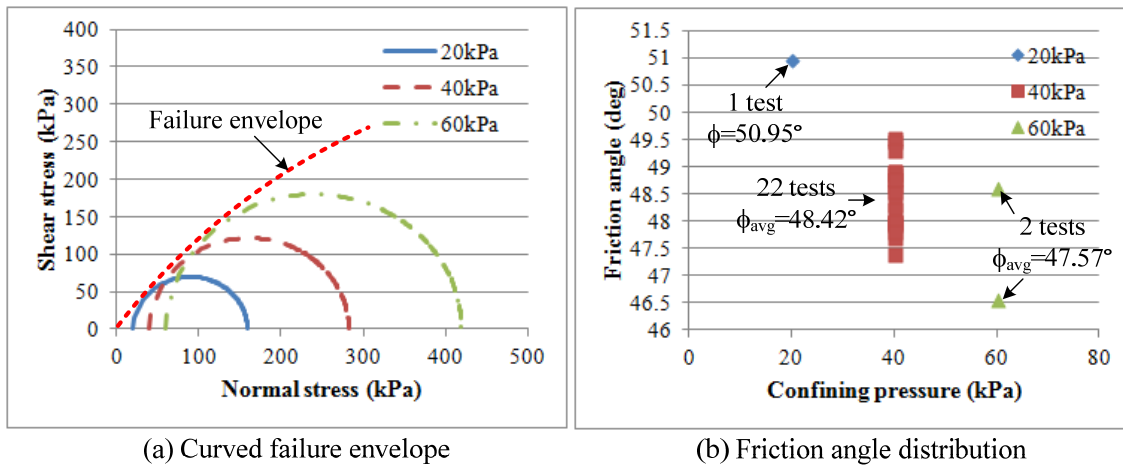 400
350
300
250
200
150
100
50
0
Shear stress (kPa)
0 100 200 300 400 500
Normal stress (kPa)
20kPa
40kPa
60kPa
Failure envelope
(a) Curved failure envelope
51.5
51
50.5
50
49.5
49
48.5
48
47.5
47
46.5
46
Friction angle (deg)
0 20 40 60 80
Confining pressure (kPa)
20kPa
40kPa
60kPa
1 test
ϕ=50.95°
22 tests
ϕavg=48.42°
2 tests
ϕavg=47.57°
(b) Friction angle distribution